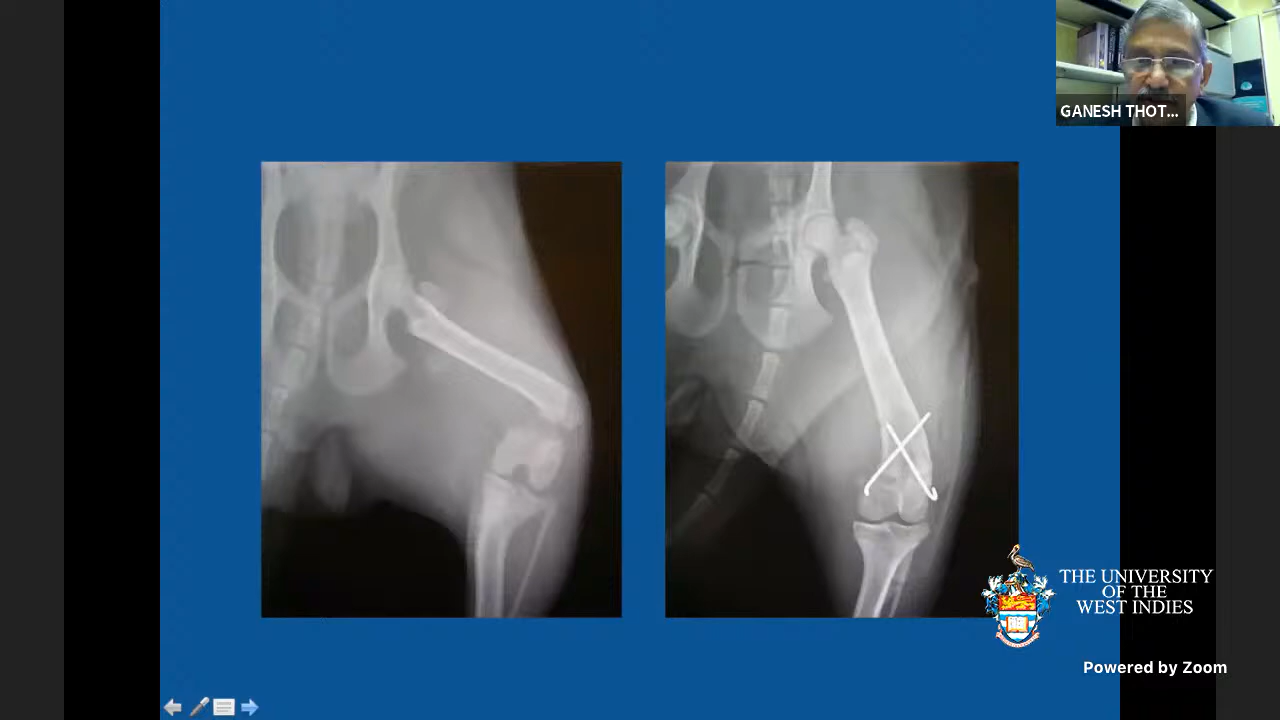 GANESH THOT...
THE UNIVERSITY
OF THE
WEST INDIES
Powered by Zoom